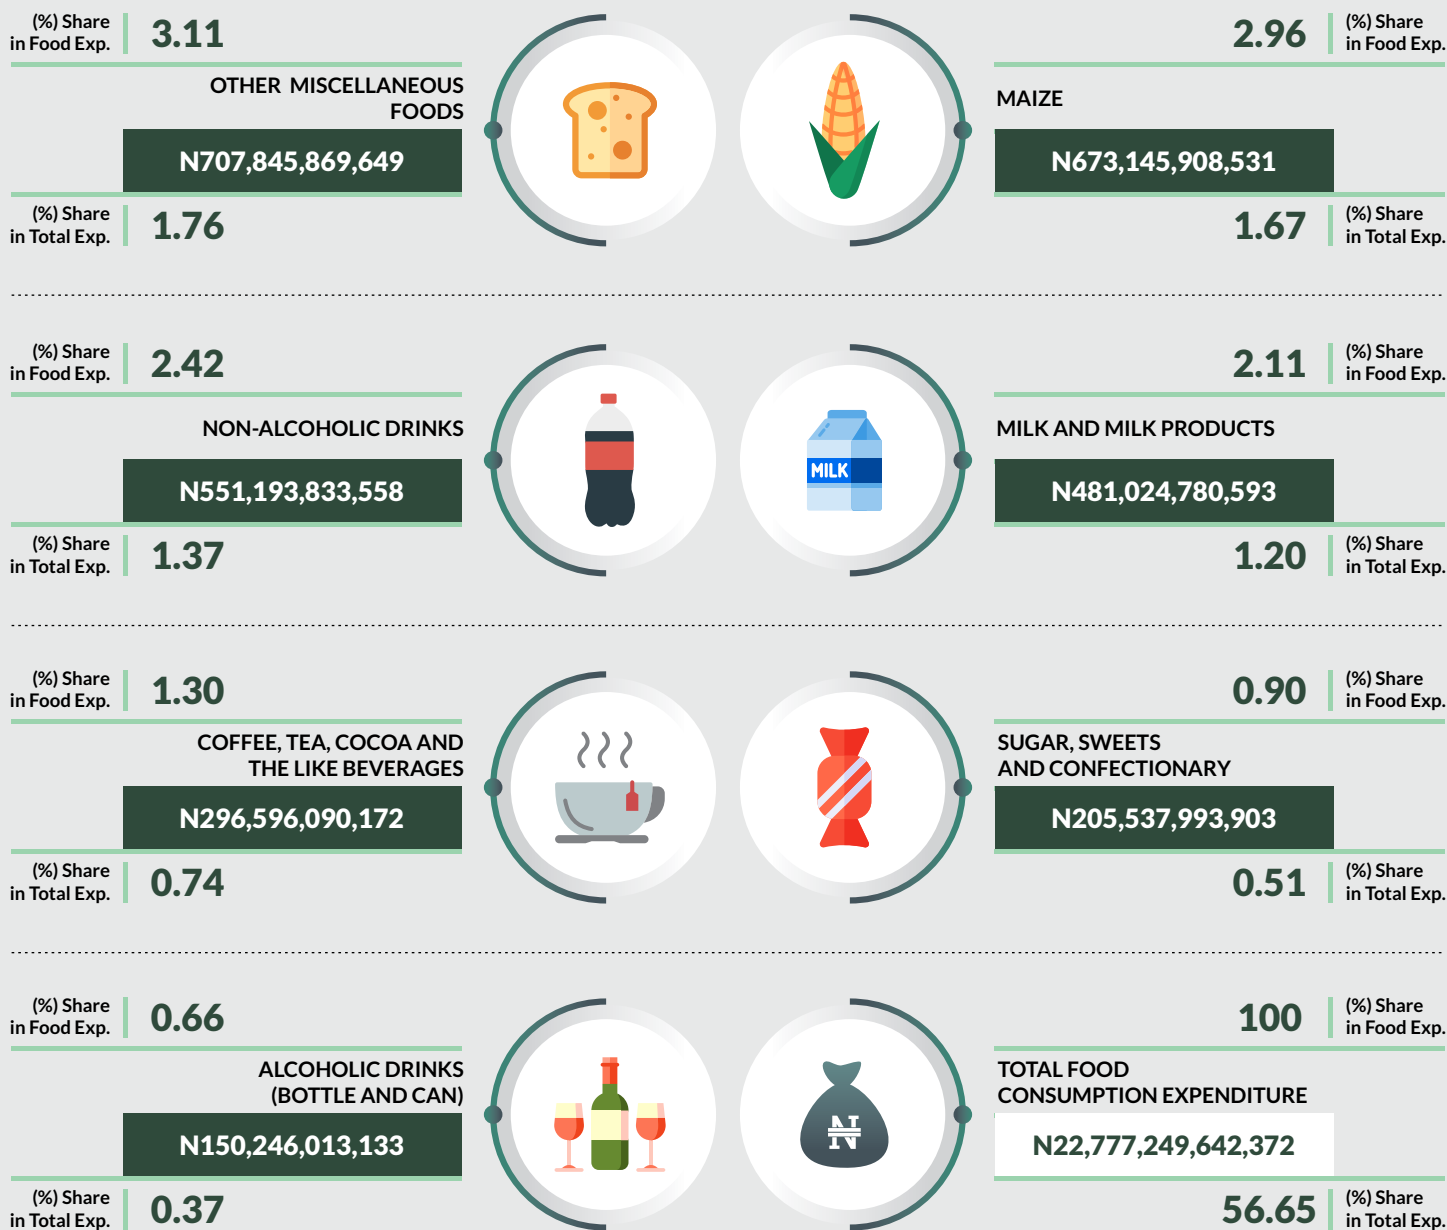 (%) Share
in Food Exp.
3.11
OTHER MISCELLANEOUS
FOODS
N707,845,869,649
(%) Share
in Total Exp.
1.76
2.96
(%) Share
in Food Exp.
MAIZE
N673,145,908,531
1.67
(%) Share
in Total Exp.
(%) Share
in Food Exp.
2.42
NON-ALCOHOLIC DRINKS
N551,193,833,558
(%) Share
in Total Exp.
1.37
MILK
2.11
(%) Share
in Food Exp.
MILK AND MILK PRODUCTS
N481,024,780,593
1.20
(%) Share
in Total Exp.
(%) Share
in Food Exp.
1.30
COFFEE, TEA, COCOA AND
THE LIKE BEVERAGES
N296,596,090,172
(%) Share
in Total Exp.
0.74
0.90
(%) Share
in Food Exp.
SUGAR, SWEETS
AND CONFECTIONARY
N205,537,993,903
0.51
(%) Share
in Total Exp.
(%) Share
in Food Exp.
0.66
ALCOHOLIC DRINKS
(BOTTLE AND CAN)
N150,246,013,133
(%) Share
in Total Exp.
0.37
₦
100
(%) Share
in Food Exp.
TOTAL FOOD
CONSUMPTION EXPENDITURE
N22,777,249,642,372
56.65
(%) Share
in Total Exp.